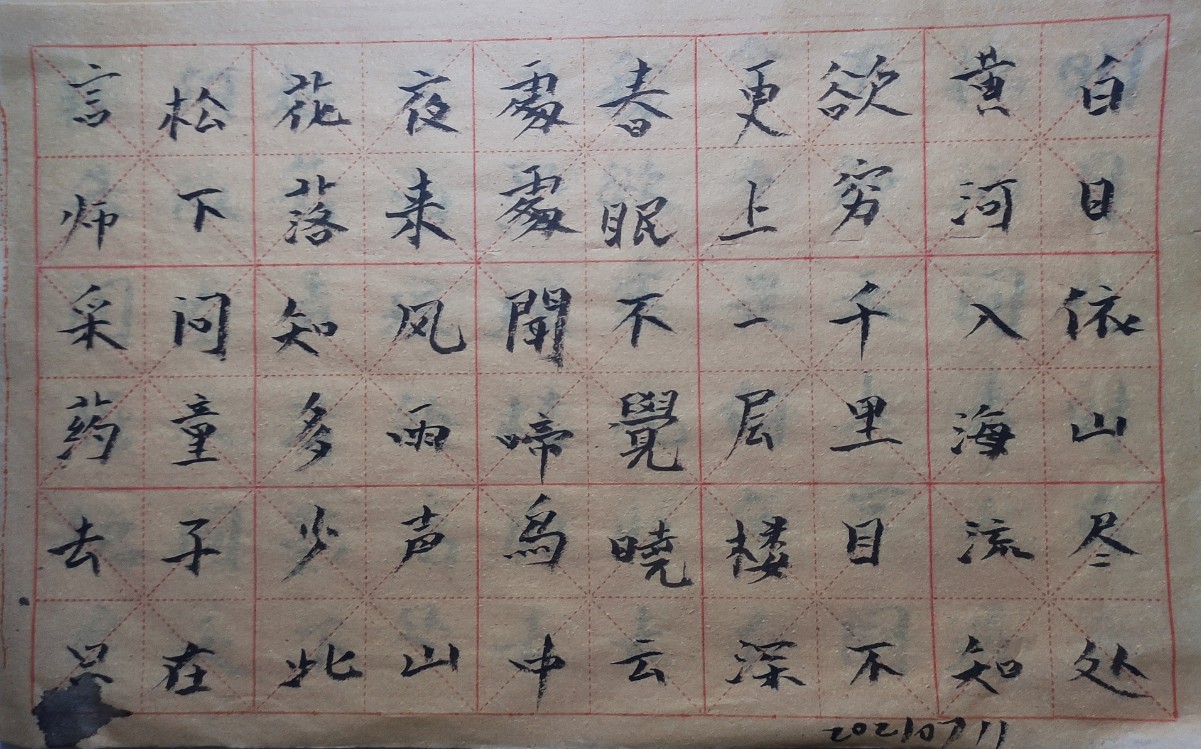 白日依山尽
黄河入海流
欲穷千里目
更上一层楼
春眠不覺曉
處處聞啼鳥
夜来风雨声
花落知多少
松下问童子
言师采药去
只在此山中云深不知处
20210711